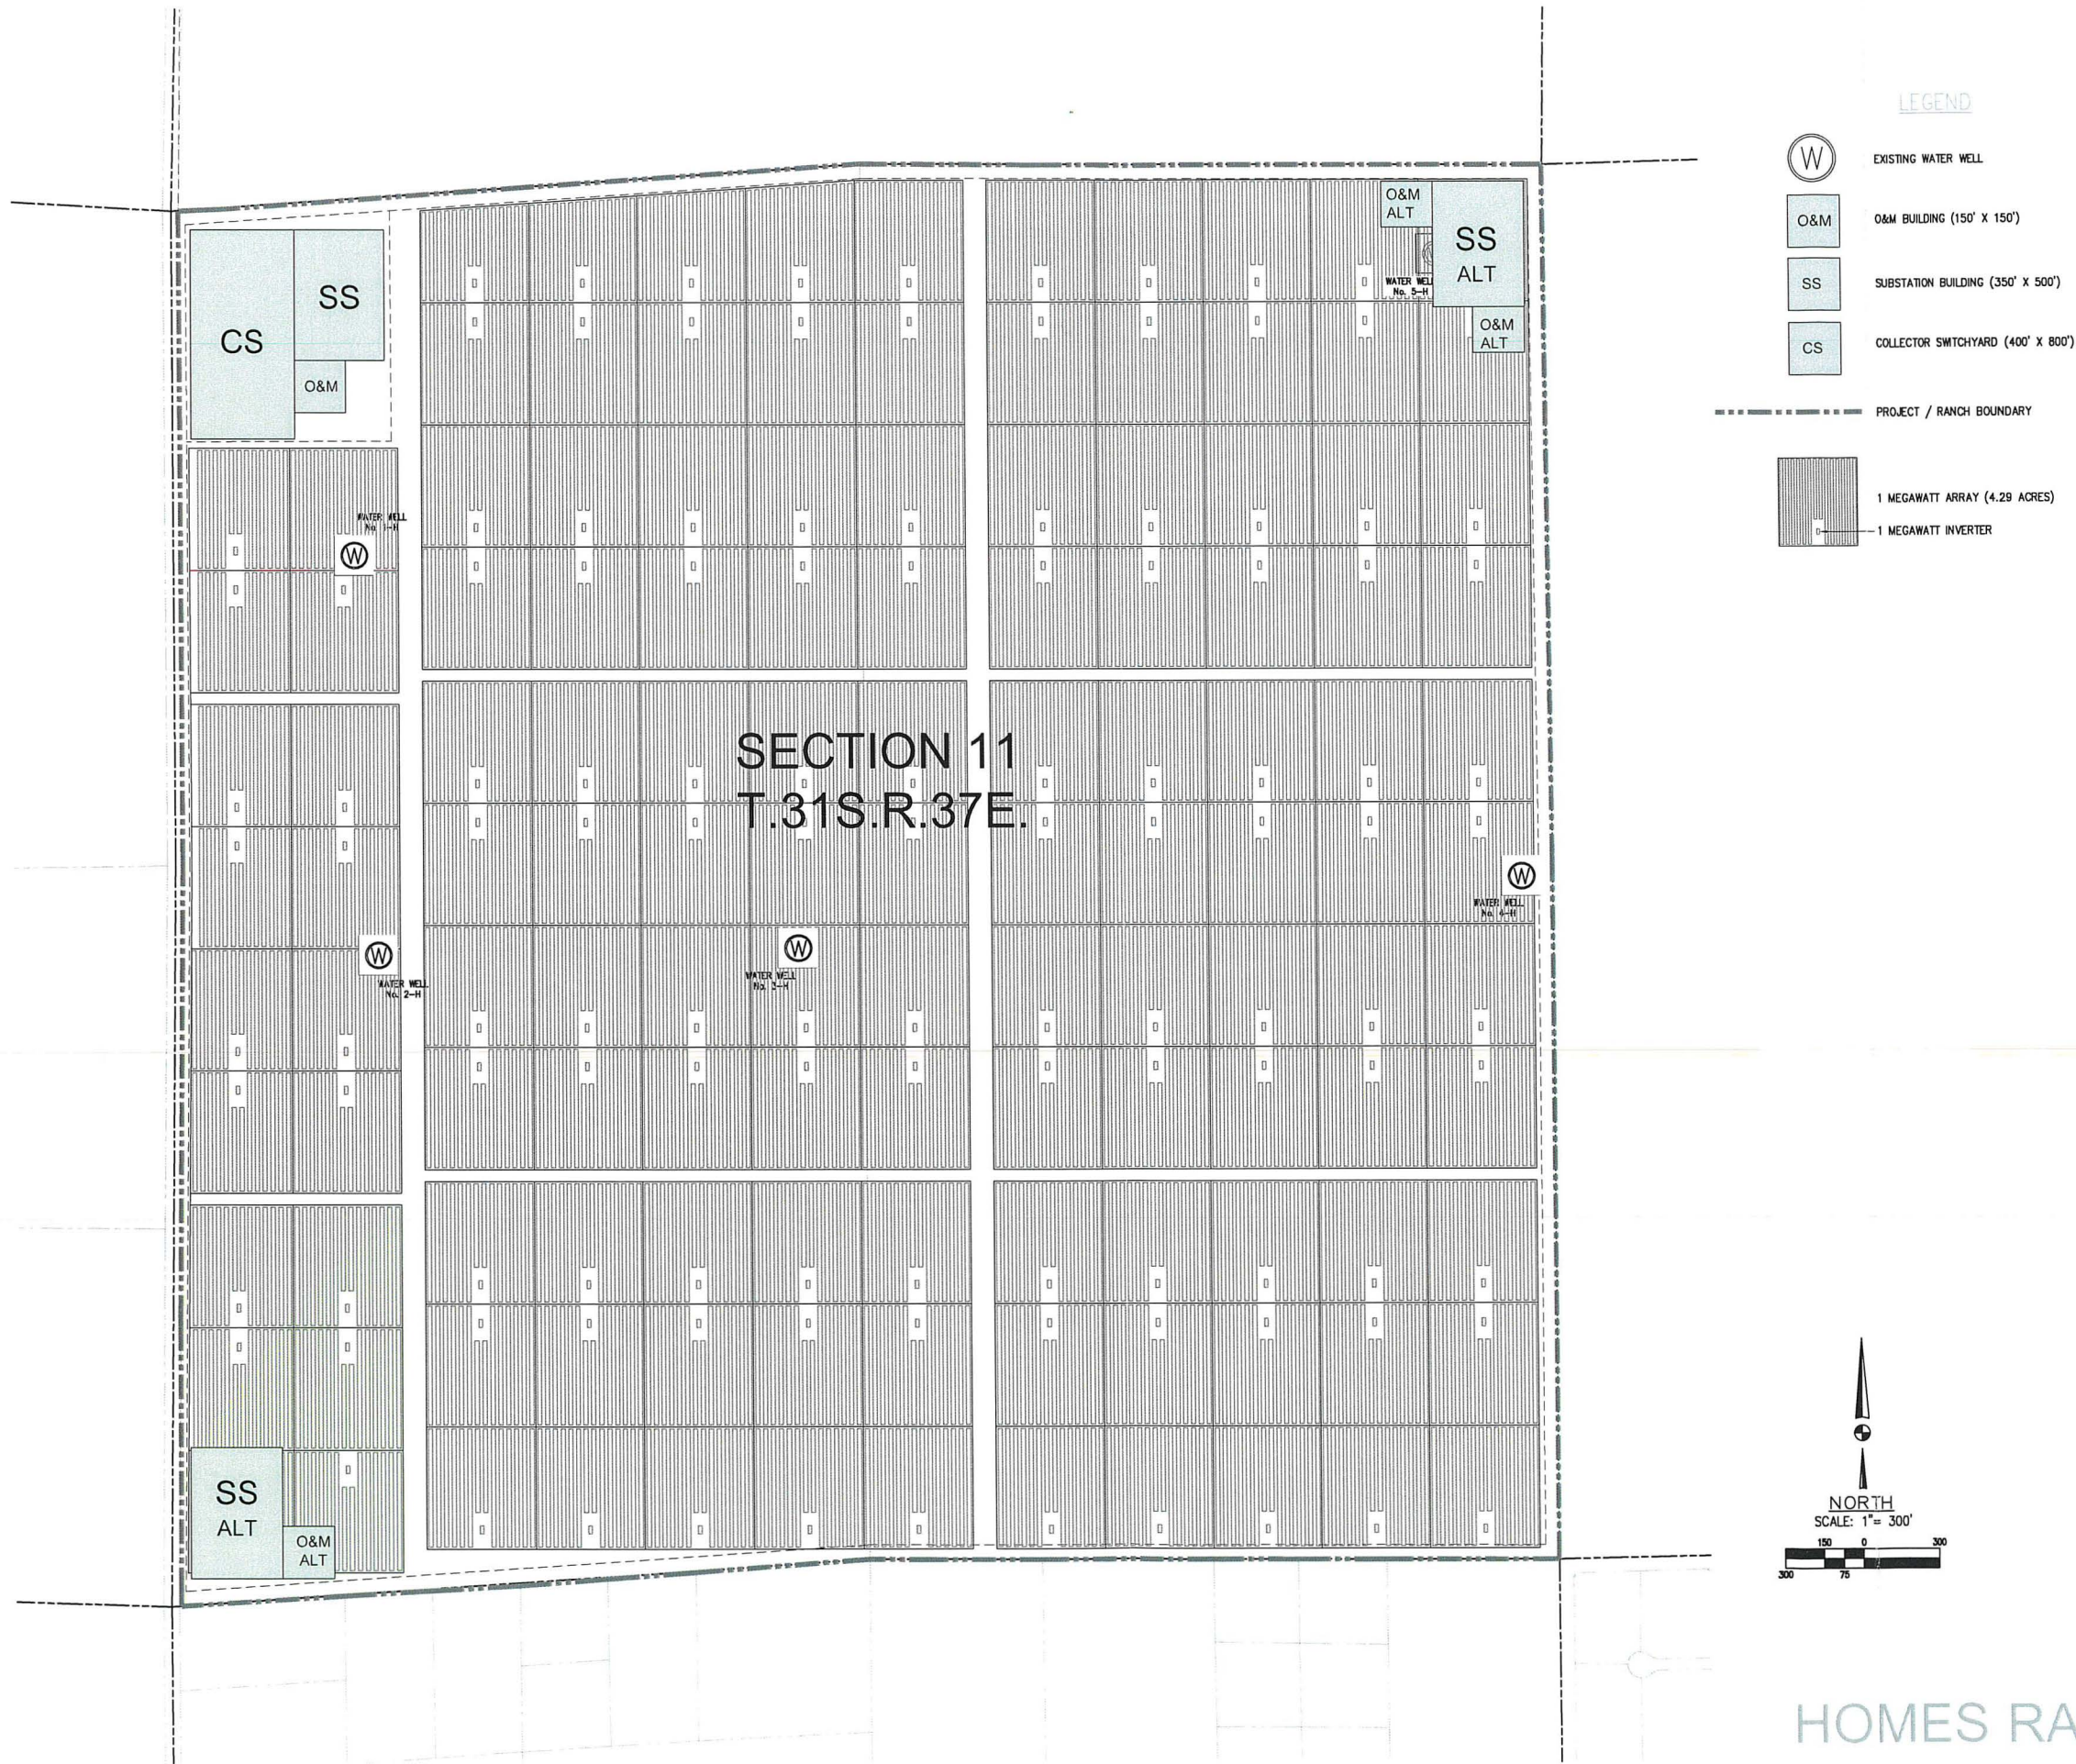 LEGEND
W
EXISTING WATER WELL
O&M
O&M BUILDING (150' X 150')
SS
SUBSTATION BUILDING (350' X 500')
CS
COLLECTOR SWITCHYARD (400' X 800')
PROJECT / RANCH BOUNDARY
1 MEGAWATT ARRAY (4.29 ACRES)
1 MEGAWATT INVERTER
CS
SS
O&M
O&M
ALT
SS
ALT
WATER WELL
No. 5-H
O&M
ALT
WATER WELL
No. 1-H
W
SECTION 11
T.31S.R.37E.
W
WATER WELL
No. 4-H
W
WATER WELL
No. 2-H
W
WATER WELL
No. 3-H
SS
ALT
O&M
ALT
NORTH
SCALE: 1"= 300'
150 0 300
300 75
HOMES RA